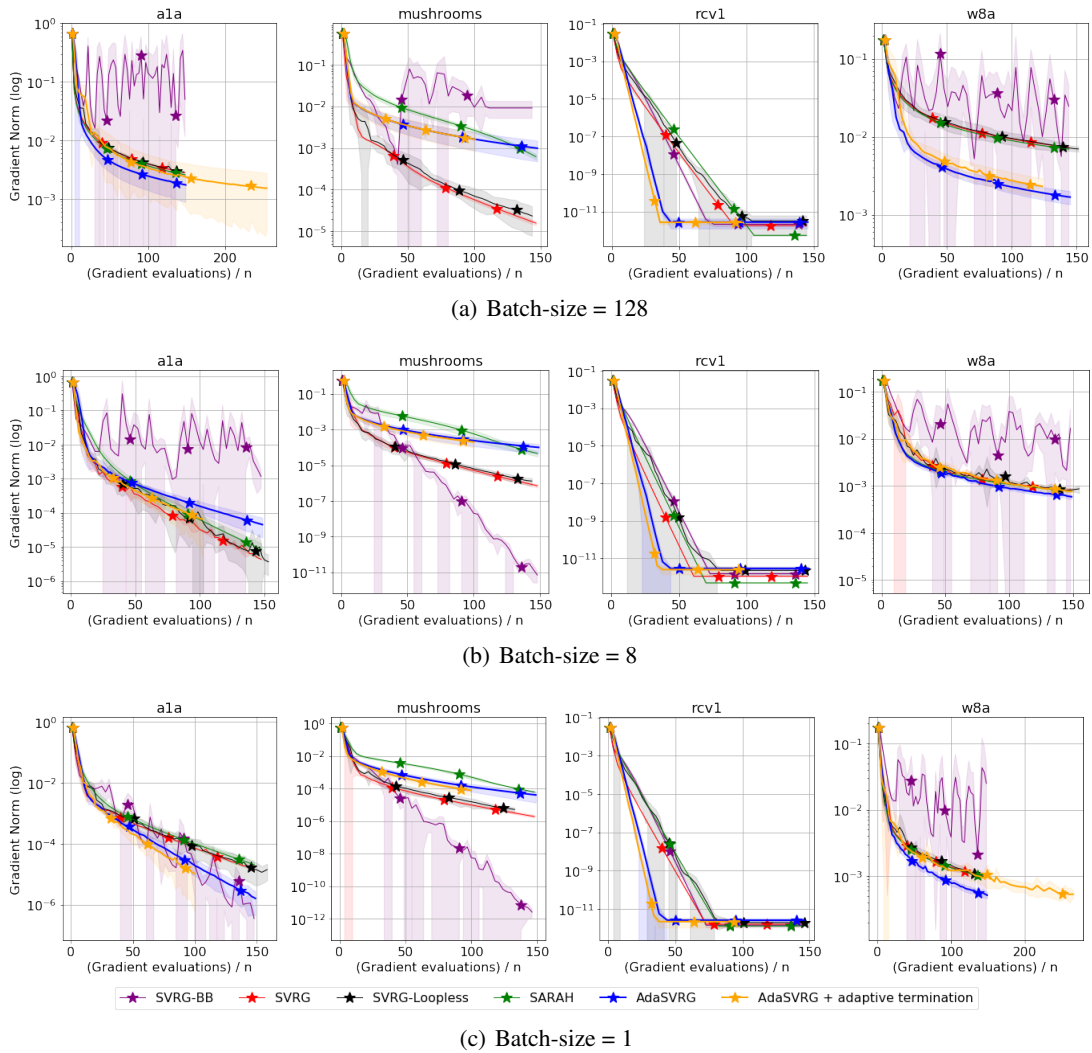 a1a mushrooms rcv1 w8a
Gradient Norm (log)
10^0 10^-1 10^-2 10^-3
0 100 200
10^0 10^-1 10^-2 10^-3 10^-4 10^-5
0 50 100 150
10^-1 10^-3 10^-5 10^-7 10^-9 10^-11
0 50 100 150
10^-1 10^-2 10^-3
0 50 100 150
(Gradient evaluations) / n (Gradient evaluations) / n (Gradient evaluations) / n (Gradient evaluations) / n
(a) Batch-size = 128
a1a mushrooms rcv1 w8a
Gradient Norm (log)
10^0 10^-1 10^-2 10^-3 10^-4 10^-5 10^-6
0 50 100 150
10^-1 10^-3 10^-5 10^-7 10^-9 10^-11
0 50 100 150
10^-1 10^-3 10^-5 10^-7 10^-9 10^-11
0 50 100 150
10^-1 10^-2 10^-3 10^-4 10^-5
0 50 100 150
(Gradient evaluations) / n (Gradient evaluations) / n (Gradient evaluations) / n (Gradient evaluations) / n
(b) Batch-size = 8
a1a mushrooms rcv1 w8a
Gradient Norm (log)
10^0 10^-2 10^-4 10^-6
0 50 100 150
10^0 10^-2 10^-4 10^-6 10^-8 10^-10 10^-12
0 50 100 150
10^-1 10^-3 10^-5 10^-7 10^-9 10^-11
0 50 100 150
10^-1 10^-2 10^-3
0 100 200
(Gradient evaluations) / n (Gradient evaluations) / n (Gradient evaluations) / n (Gradient evaluations) / n
SVRG-BB SVRG SVRG-Loopless SARAH AdaSVRG AdaSVRG + adaptive termination
(c) Batch-size = 1